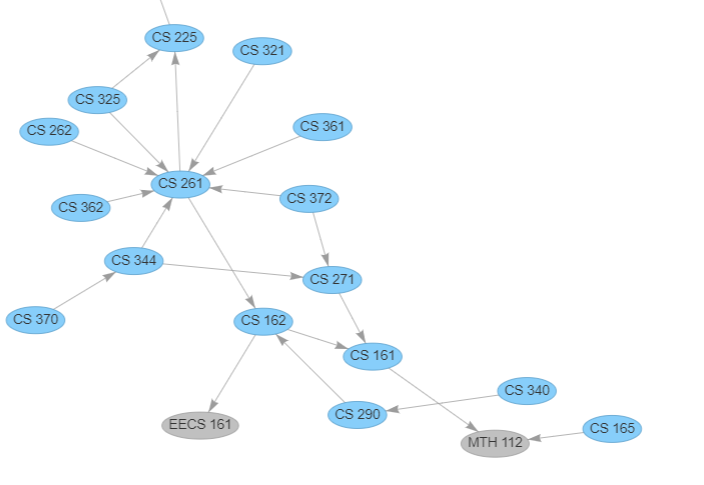 CS 225
CS 321
CS 325
CS 262
CS 361
CS 261
CS 362
CS 372
CS 344
CS 271
CS 370
CS 162
CS 161
CS 340
CS 290
EECS 161
CS 165
MTH 112